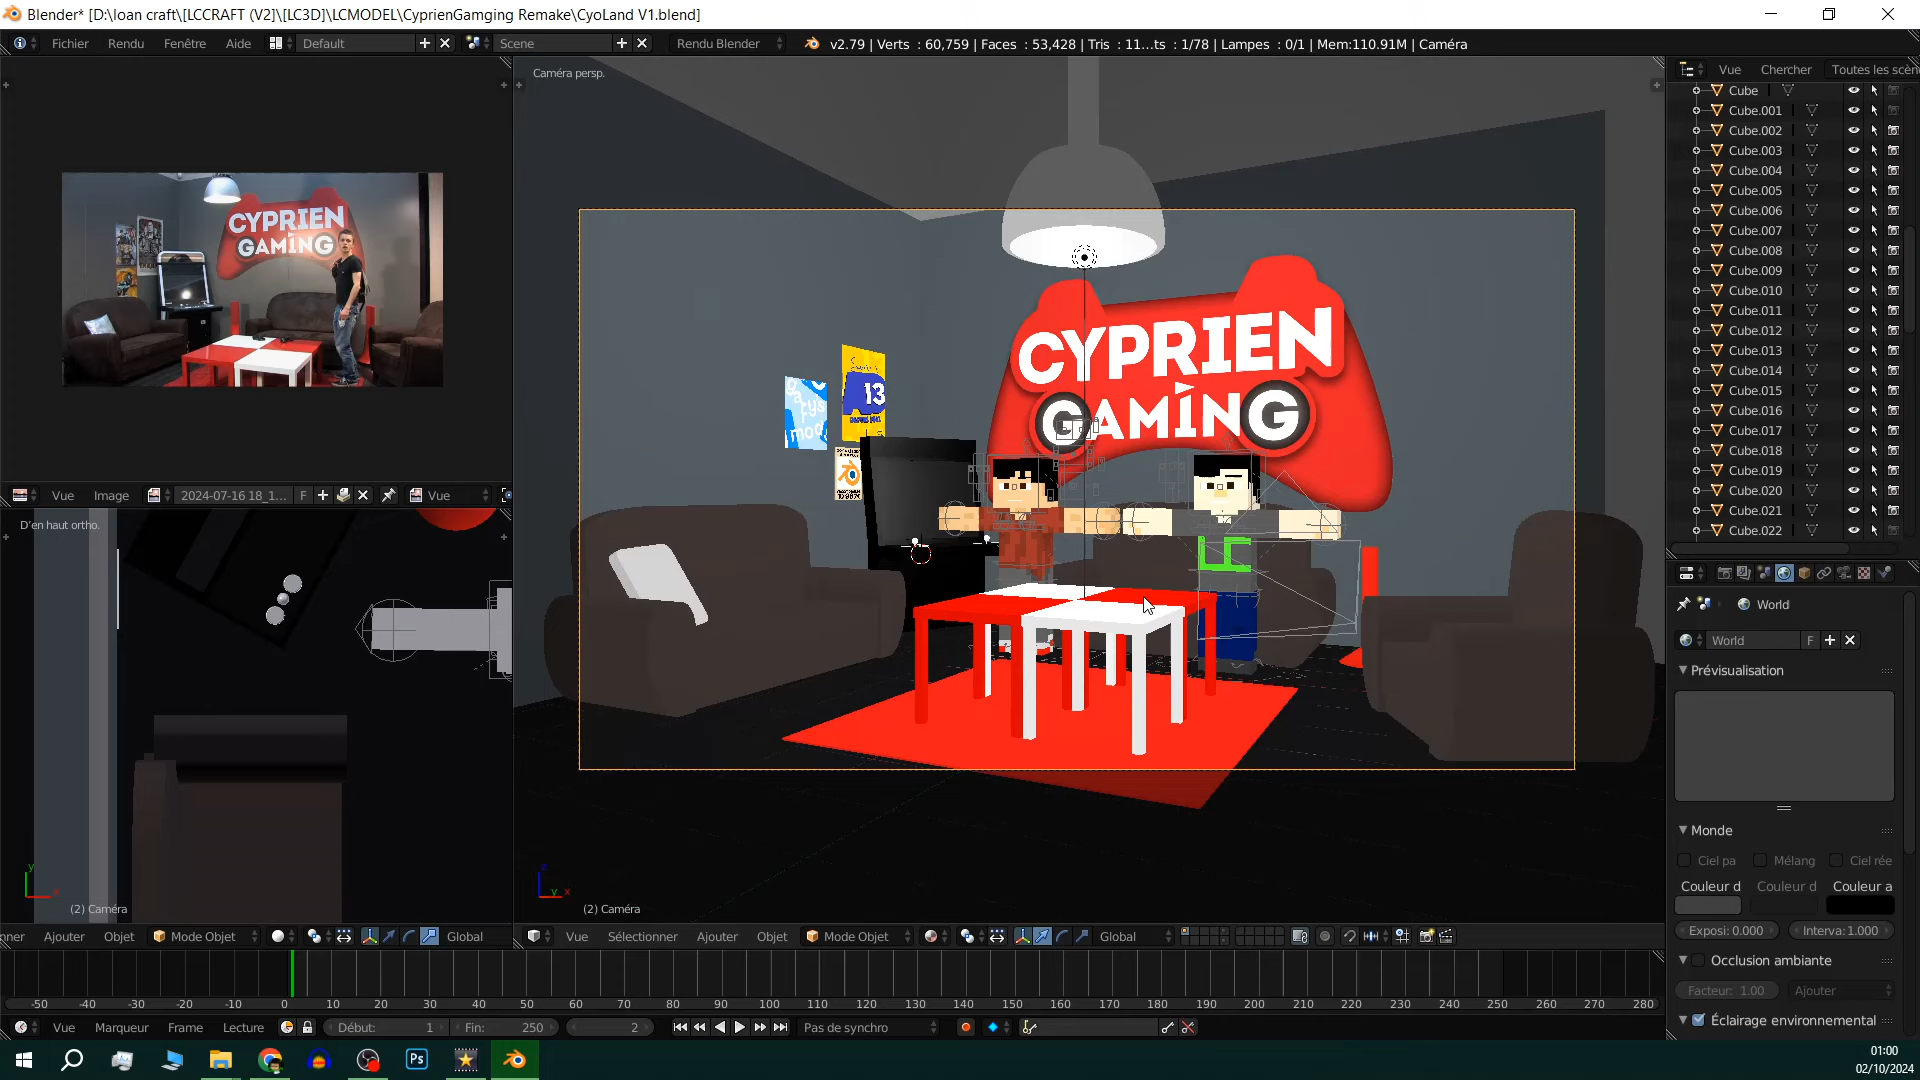 Blender* [D:\loan craft\[LCCRAFT (V2)\[LC3D]\LCMODEL\CyprienGamging Remake\CyoLand V1.blend]
Fichier Rendu Fenêtre Aide Default Scene Rendu Blender v2.79 | Verts : 60,759 | Faces : 53,428 | Tris : 11...ts : 1/78 | Lampes : 0/1 | Mem:110.91M | Caméra
Caméra persp.
Vue Chercher Toutes les scèn
Cube
Cube.001
Cube.002
Cube.003
Cube.004
Cube.005
Cube.006
Cube.007
Cube.008
Cube.009
Cube.010
Cube.011
Cube.012
Cube.013
Cube.014
Cube.015
Cube.016
Cube.017
Cube.018
Cube.019
Cube.020
Cube.021
Cube.022
CYPRIEN
GAMING
CYPRIEN
GAMING
13
garys
mod
LC
Vue Image 2024-07-16 18_1... F Vue
D'en haut ortho.
y
x
(2) Caméra
z
y x
(2) Caméra
World
World F
Prévisualisation
Monde
Ciel pa Mélang Ciel rée
Couleur d Couleur d Couleur a
Exposi: 0.000 Interva: 1.000
Occlusion ambiante
Facteur: 1.00 Ajouter
Éclairage environnemental
nner Ajouter Objet Mode Objet Global
Vue Sélectionner Ajouter Objet Mode Objet Global
-50 -40 -30 -20 -10 0 10 20 30 40 50 60 70 80 90 100 110 120 130 140 150 160 170 180 190 200 210 220 230 240 250 260 270 280
Vue Marqueur Frame Lecture Début: 1 Fin: 250 2 Pas de synchro
Ps
01:00
02/10/2024